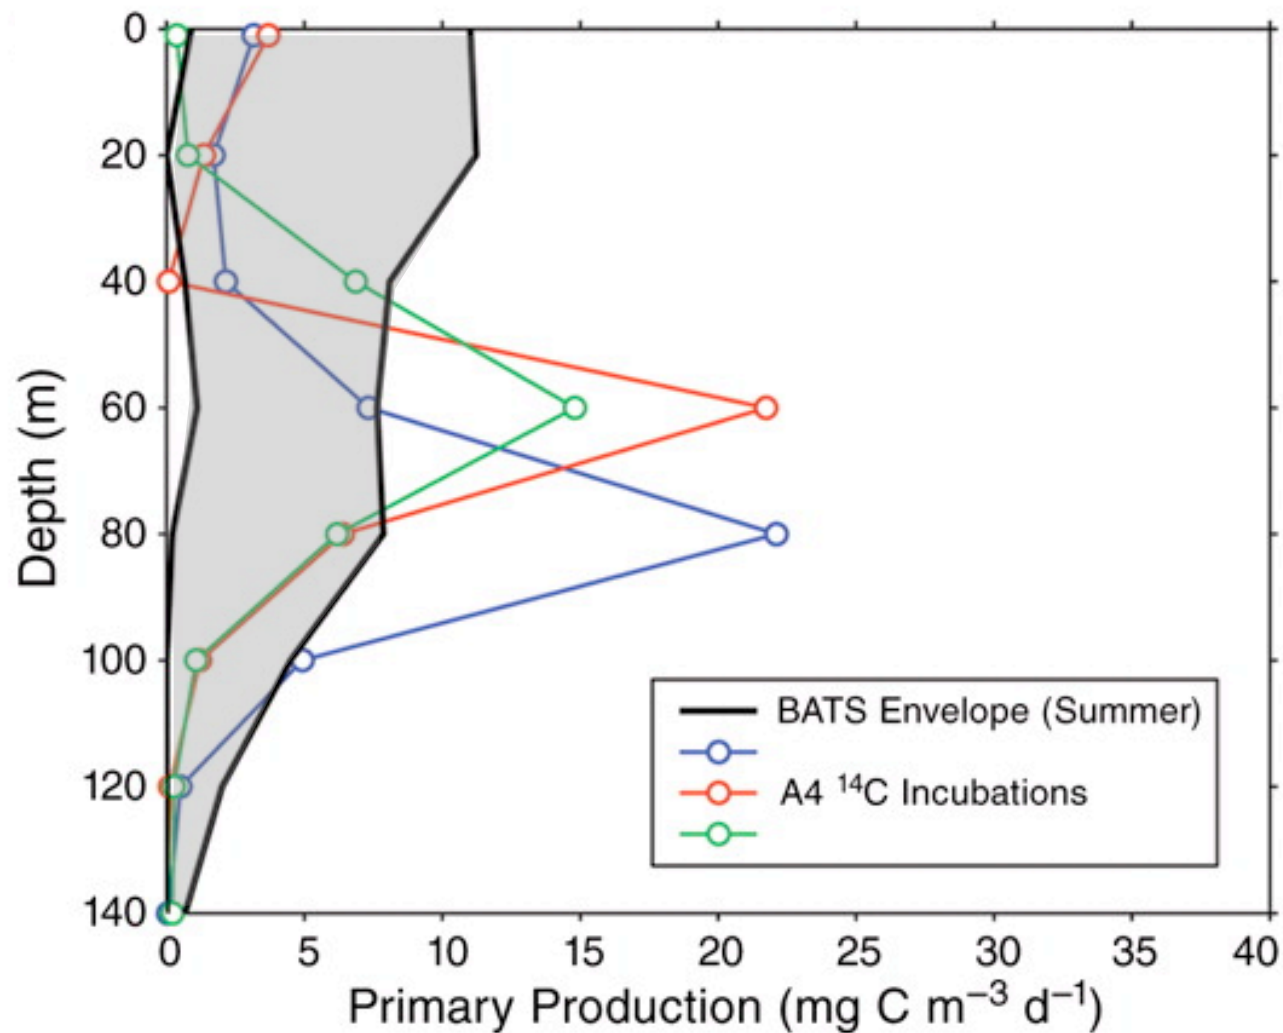 0
20
40
60
80
100
120
140
Depth (m)
BATS Envelope (Summer)
A4 ¹⁴C Incubations
0 5 10 15 20 25 30 35 40
Primary Production (mg C m⁻³ d⁻¹)